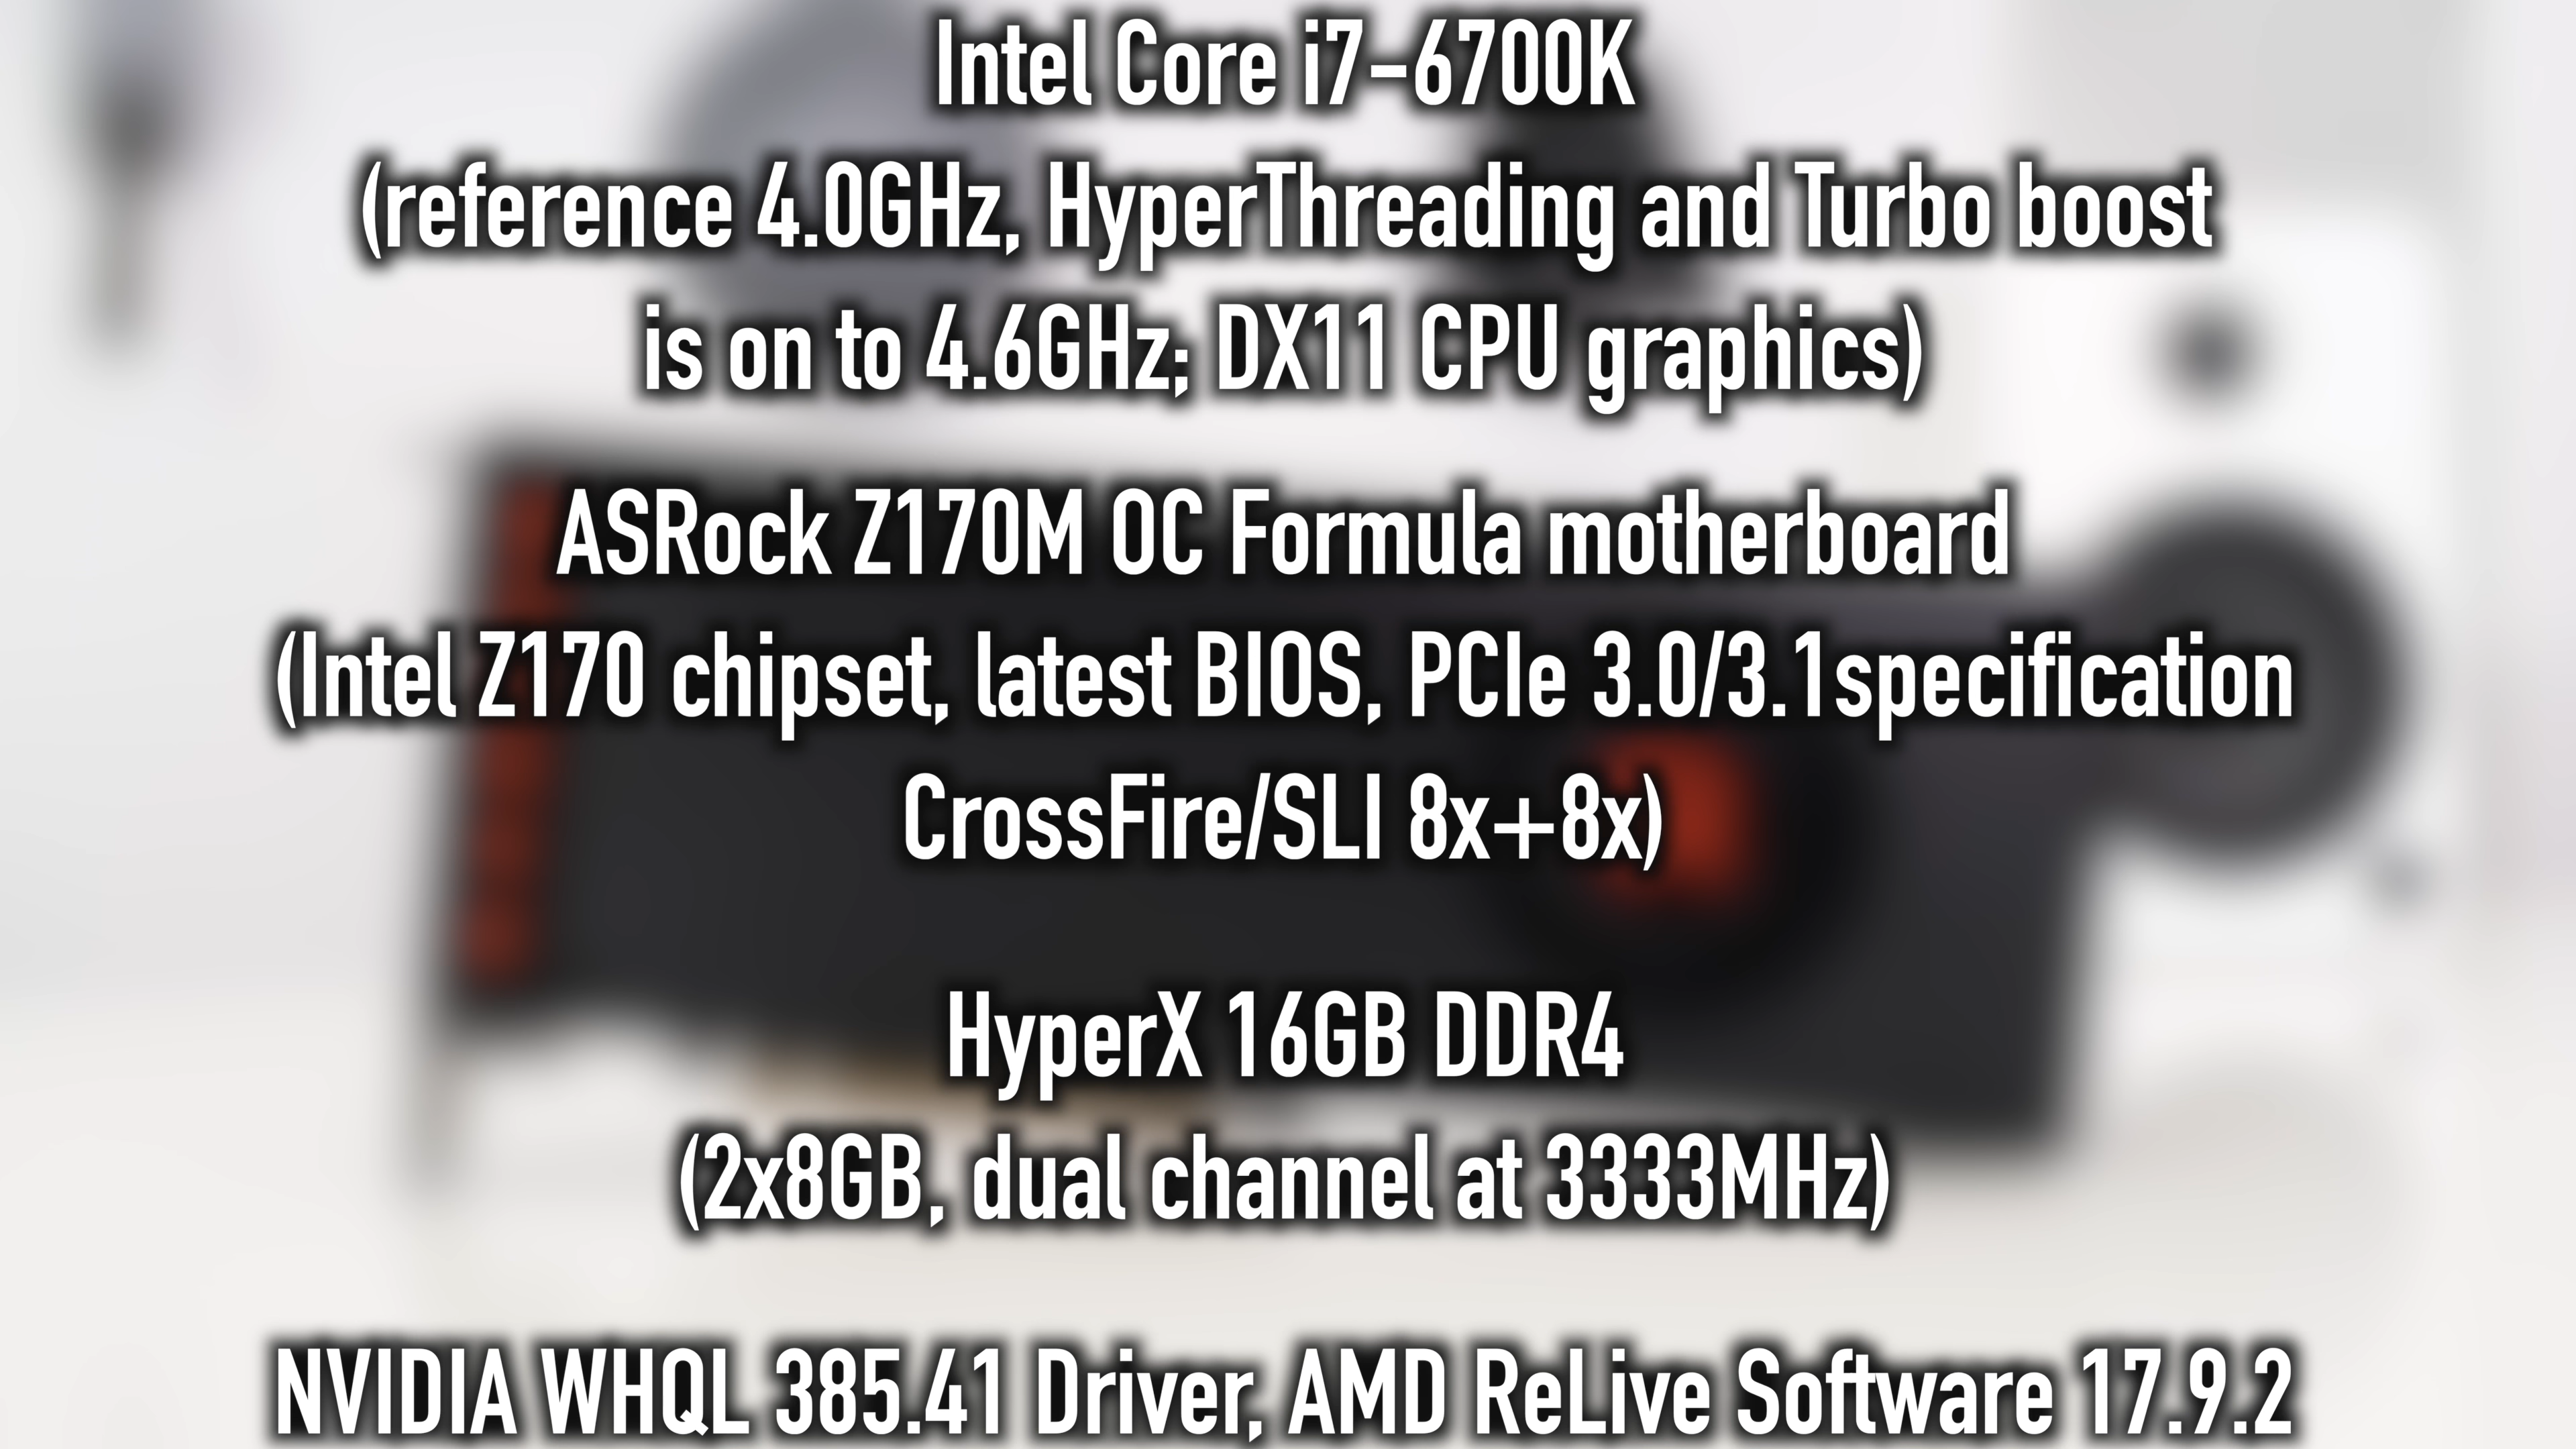 Intel Core i7-6700K
(reference 4.0GHz, HyperThreading and Turbo boost
is on to 4.6GHz; DX11 CPU graphics)
ASRock Z170M OC Formula motherboard
(Intel Z170 chipset, latest BIOS, PCIe 3.0/3.1specification
CrossFire/SLI 8x+8x)
HyperX 16GB DDR4
(2x8GB, dual channel at 3333MHz)
NVIDIA WHQL 385.41 Driver, AMD ReLive Software 17.9.2